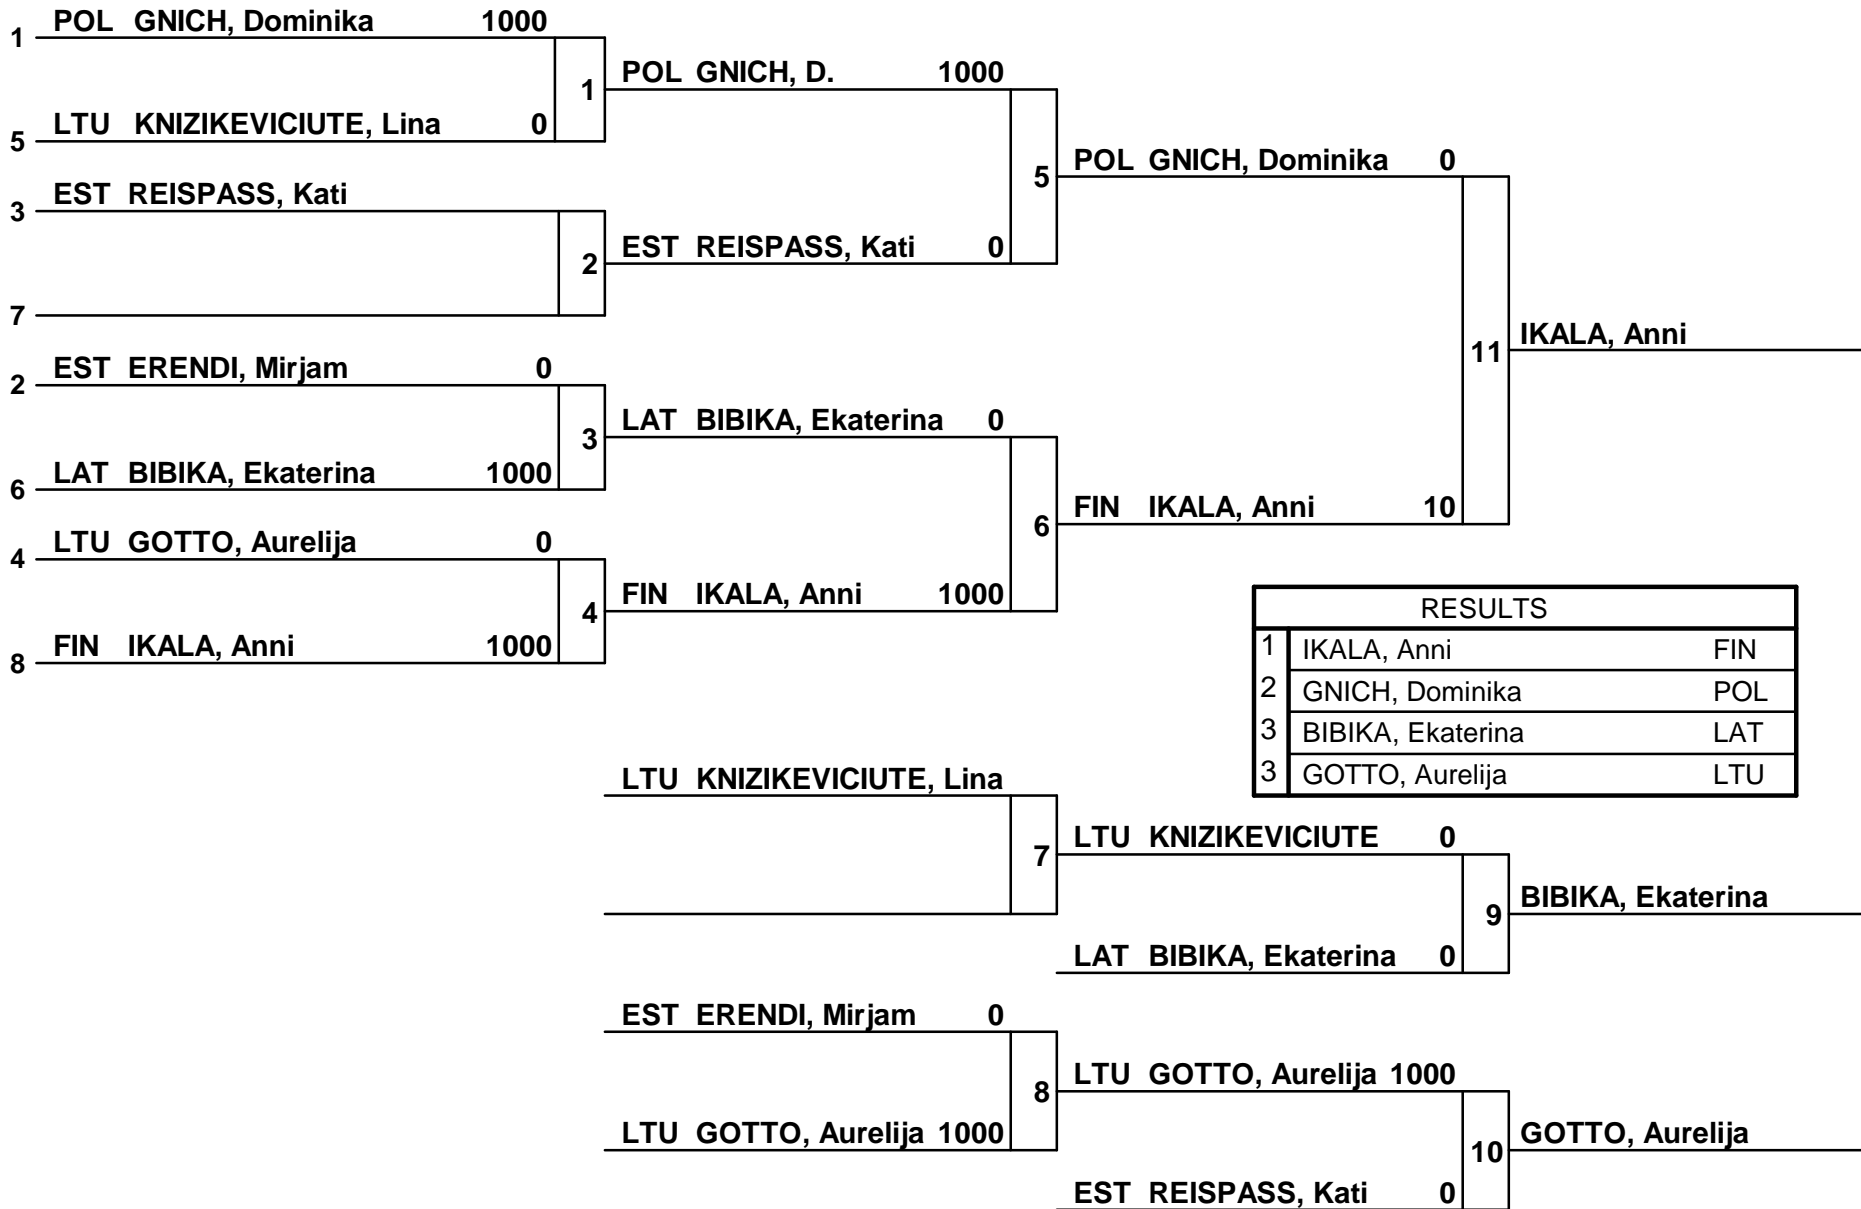 1 POL GNICH, Dominika 1000
1 POL GNICH, D. 1000
5 LTU KNIZIKEVICIUTE, Lina 0
5 POL GNICH, Dominika 0
3 EST REISPASS, Kati
2 EST REISPASS, Kati 0
7
11 IKALA, Anni
2 EST ERENDI, Mirjam 0
3 LAT BIBIKA, Ekaterina 0
6 LAT BIBIKA, Ekaterina 1000
6 FIN IKALA, Anni 10
4 LTU GOTTO, Aurelija 0
4 FIN IKALA, Anni 1000
8 FIN IKALA, Anni 1000
RESULTS
1 IKALA, Anni FIN
2 GNICH, Dominika POL
3 BIBIKA, Ekaterina LAT
3 GOTTO, Aurelija LTU
LTU KNIZIKEVICIUTE, Lina
7 LTU KNIZIKEVICIUTE 0
9 BIBIKA, Ekaterina
LAT BIBIKA, Ekaterina 0
EST ERENDI, Mirjam 0
8 LTU GOTTO, Aurelija 1000
LTU GOTTO, Aurelija 1000
10 GOTTO, Aurelija
EST REISPASS, Kati 0